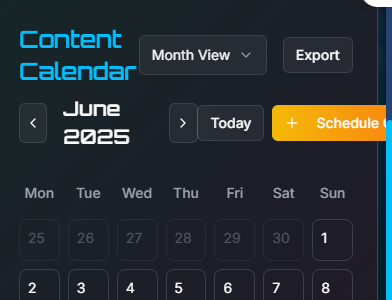 Content
Calendar
Month View
Export
June
2025
Today
+ Schedule
Mon Tue Wed Thu Fri Sat Sun
25 26 27 28 29 30 1
2 3 4 5 6 7 8